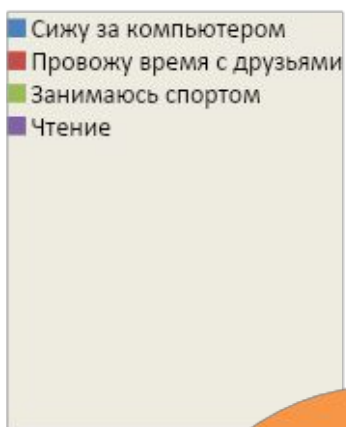 Сижу за компьютером
Провожу время с друзьями
Занимаюсь спортом
Чтение